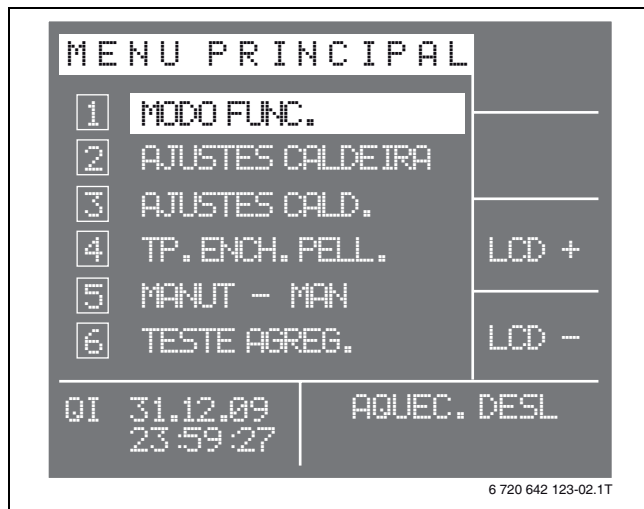 MENU PRINCIPAL
1 MODO FUNC.
2 AJUSTES CALDEIRA
3 AJUSTES CALD.
4 TP. ENCH. PELL.
LCD +
5 MANUT - MAN
6 TESTE AGREG.
LCD -
QI 31.12.09
23:59:27
AQUEC. DESL
6 720 642 123-02.1T